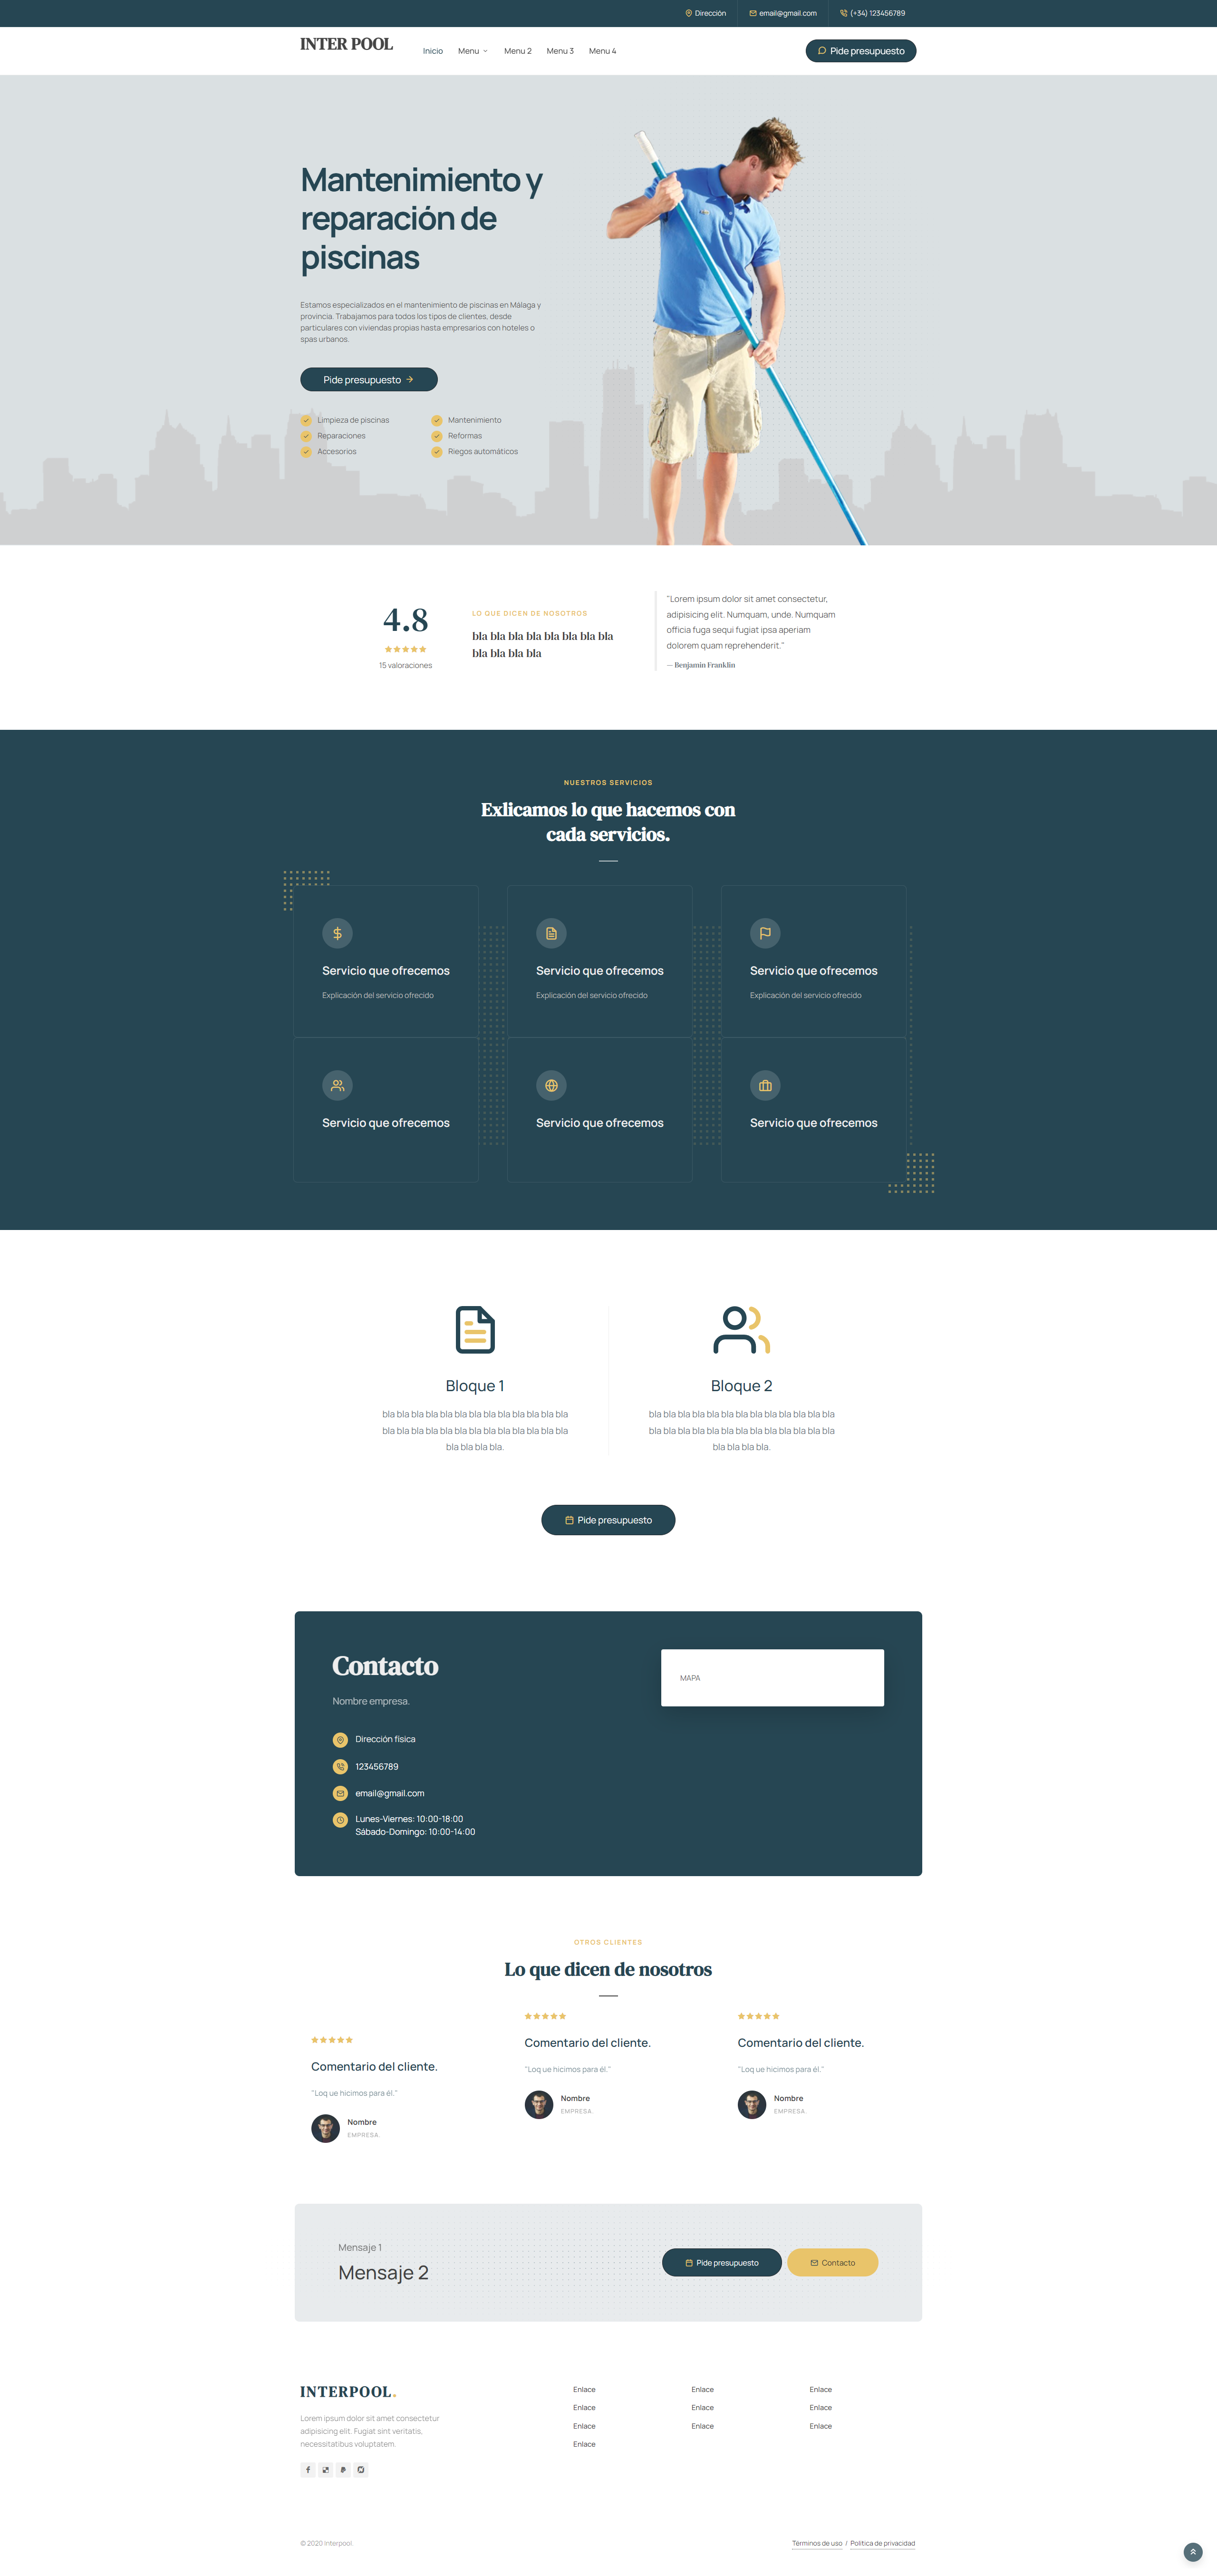 Dirección
email@gmail.com
(+34) 123456789
INTER POOL
Inicio
Menu
Menu 2
Menu 3
Menu 4
Pide presupuesto
Mantenimiento y
reparación de
piscinas
Estamos especializados en el mantenimiento de piscinas en Málaga y
provincia. Trabajamos para todos los tipos de clientes, desde
particulares con viviendas propias hasta empresarios con hoteles o
spas urbanos.
Pide presupuesto
Limpieza de piscinas
Mantenimiento
Reparaciones
Reformas
Accesorios
Riegos automáticos
4.8
15 valoraciones
LO QUE DICEN DE NOSOTROS
bla bla bla bla bla bla bla bla
bla bla bla bla
"Lorem ipsum dolor sit amet consectetur,
adipisicing elit. Numquam, unde. Numquam
officia fuga sequi fugiat ipsa aperiam
dolorem quam reprehenderit."
— Benjamin Franklin
NUESTROS SERVICIOS
Exlicamos lo que hacemos con
cada servicios.
Servicio que ofrecemos
Explicación del servicio ofrecido
Servicio que ofrecemos
Explicación del servicio ofrecido
Servicio que ofrecemos
Explicación del servicio ofrecido
Servicio que ofrecemos
Servicio que ofrecemos
Servicio que ofrecemos
Bloque 1
bla bla bla bla bla bla bla bla bla bla bla bla bla
bla bla bla bla bla bla bla bla bla bla bla bla bla
bla bla bla bla.
Bloque 2
bla bla bla bla bla bla bla bla bla bla bla bla bla
bla bla bla bla bla bla bla bla bla bla bla bla bla
bla bla bla bla.
Pide presupuesto
Contacto
Nombre empresa.
Dirección física
123456789
email@gmail.com
Lunes-Viernes: 10:00-18:00
Sábado-Domingo: 10:00-14:00
MAPA
OTROS CLIENTES
Lo que dicen de nosotros
Comentario del cliente.
"Loq ue hicimos para él."
Nombre
EMPRESA.
Comentario del cliente.
"Loq ue hicimos para él."
Nombre
EMPRESA.
Comentario del cliente.
"Loq ue hicimos para él."
Nombre
EMPRESA.
Mensaje 1
Mensaje 2
Pide presupuesto
Contacto
INTERPOOL.
Lorem ipsum dolor sit amet consectetur
adipisicing elit. Fugiat sint veritatis,
necessitatibus voluptatem.
Enlace
Enlace
Enlace
Enlace
Enlace
Enlace
Enlace
Enlace
Enlace
Enlace
© 2020 Interpool.
Términos de uso / Política de privacidad